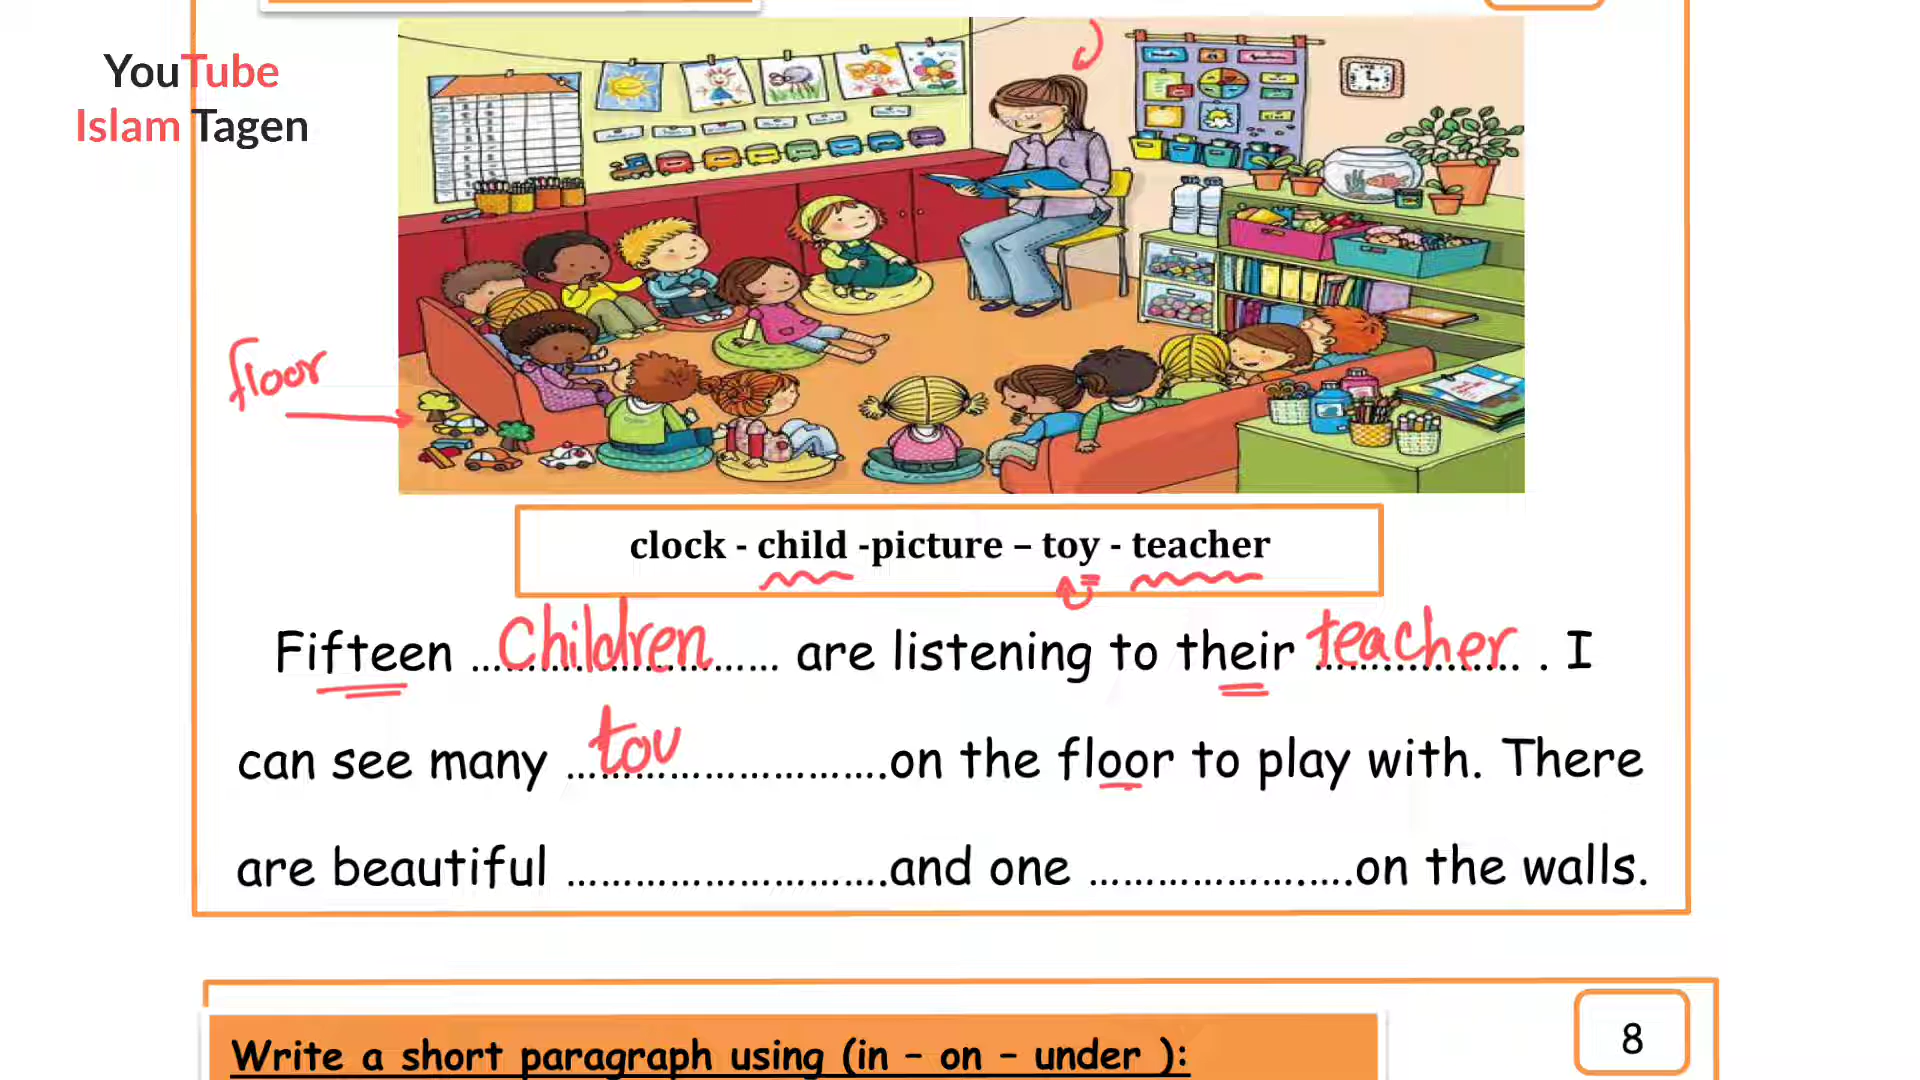 YouTube
Islam Tagen
floor
clock - child -picture – toy - teacher
Fifteen ... Children ... are listening to their teacher . I
can see many ... tou ... on the floor to play with. There
are beautiful ........................... and one ........................ on the walls.
8
Write a short paragraph using (in – on – under ):